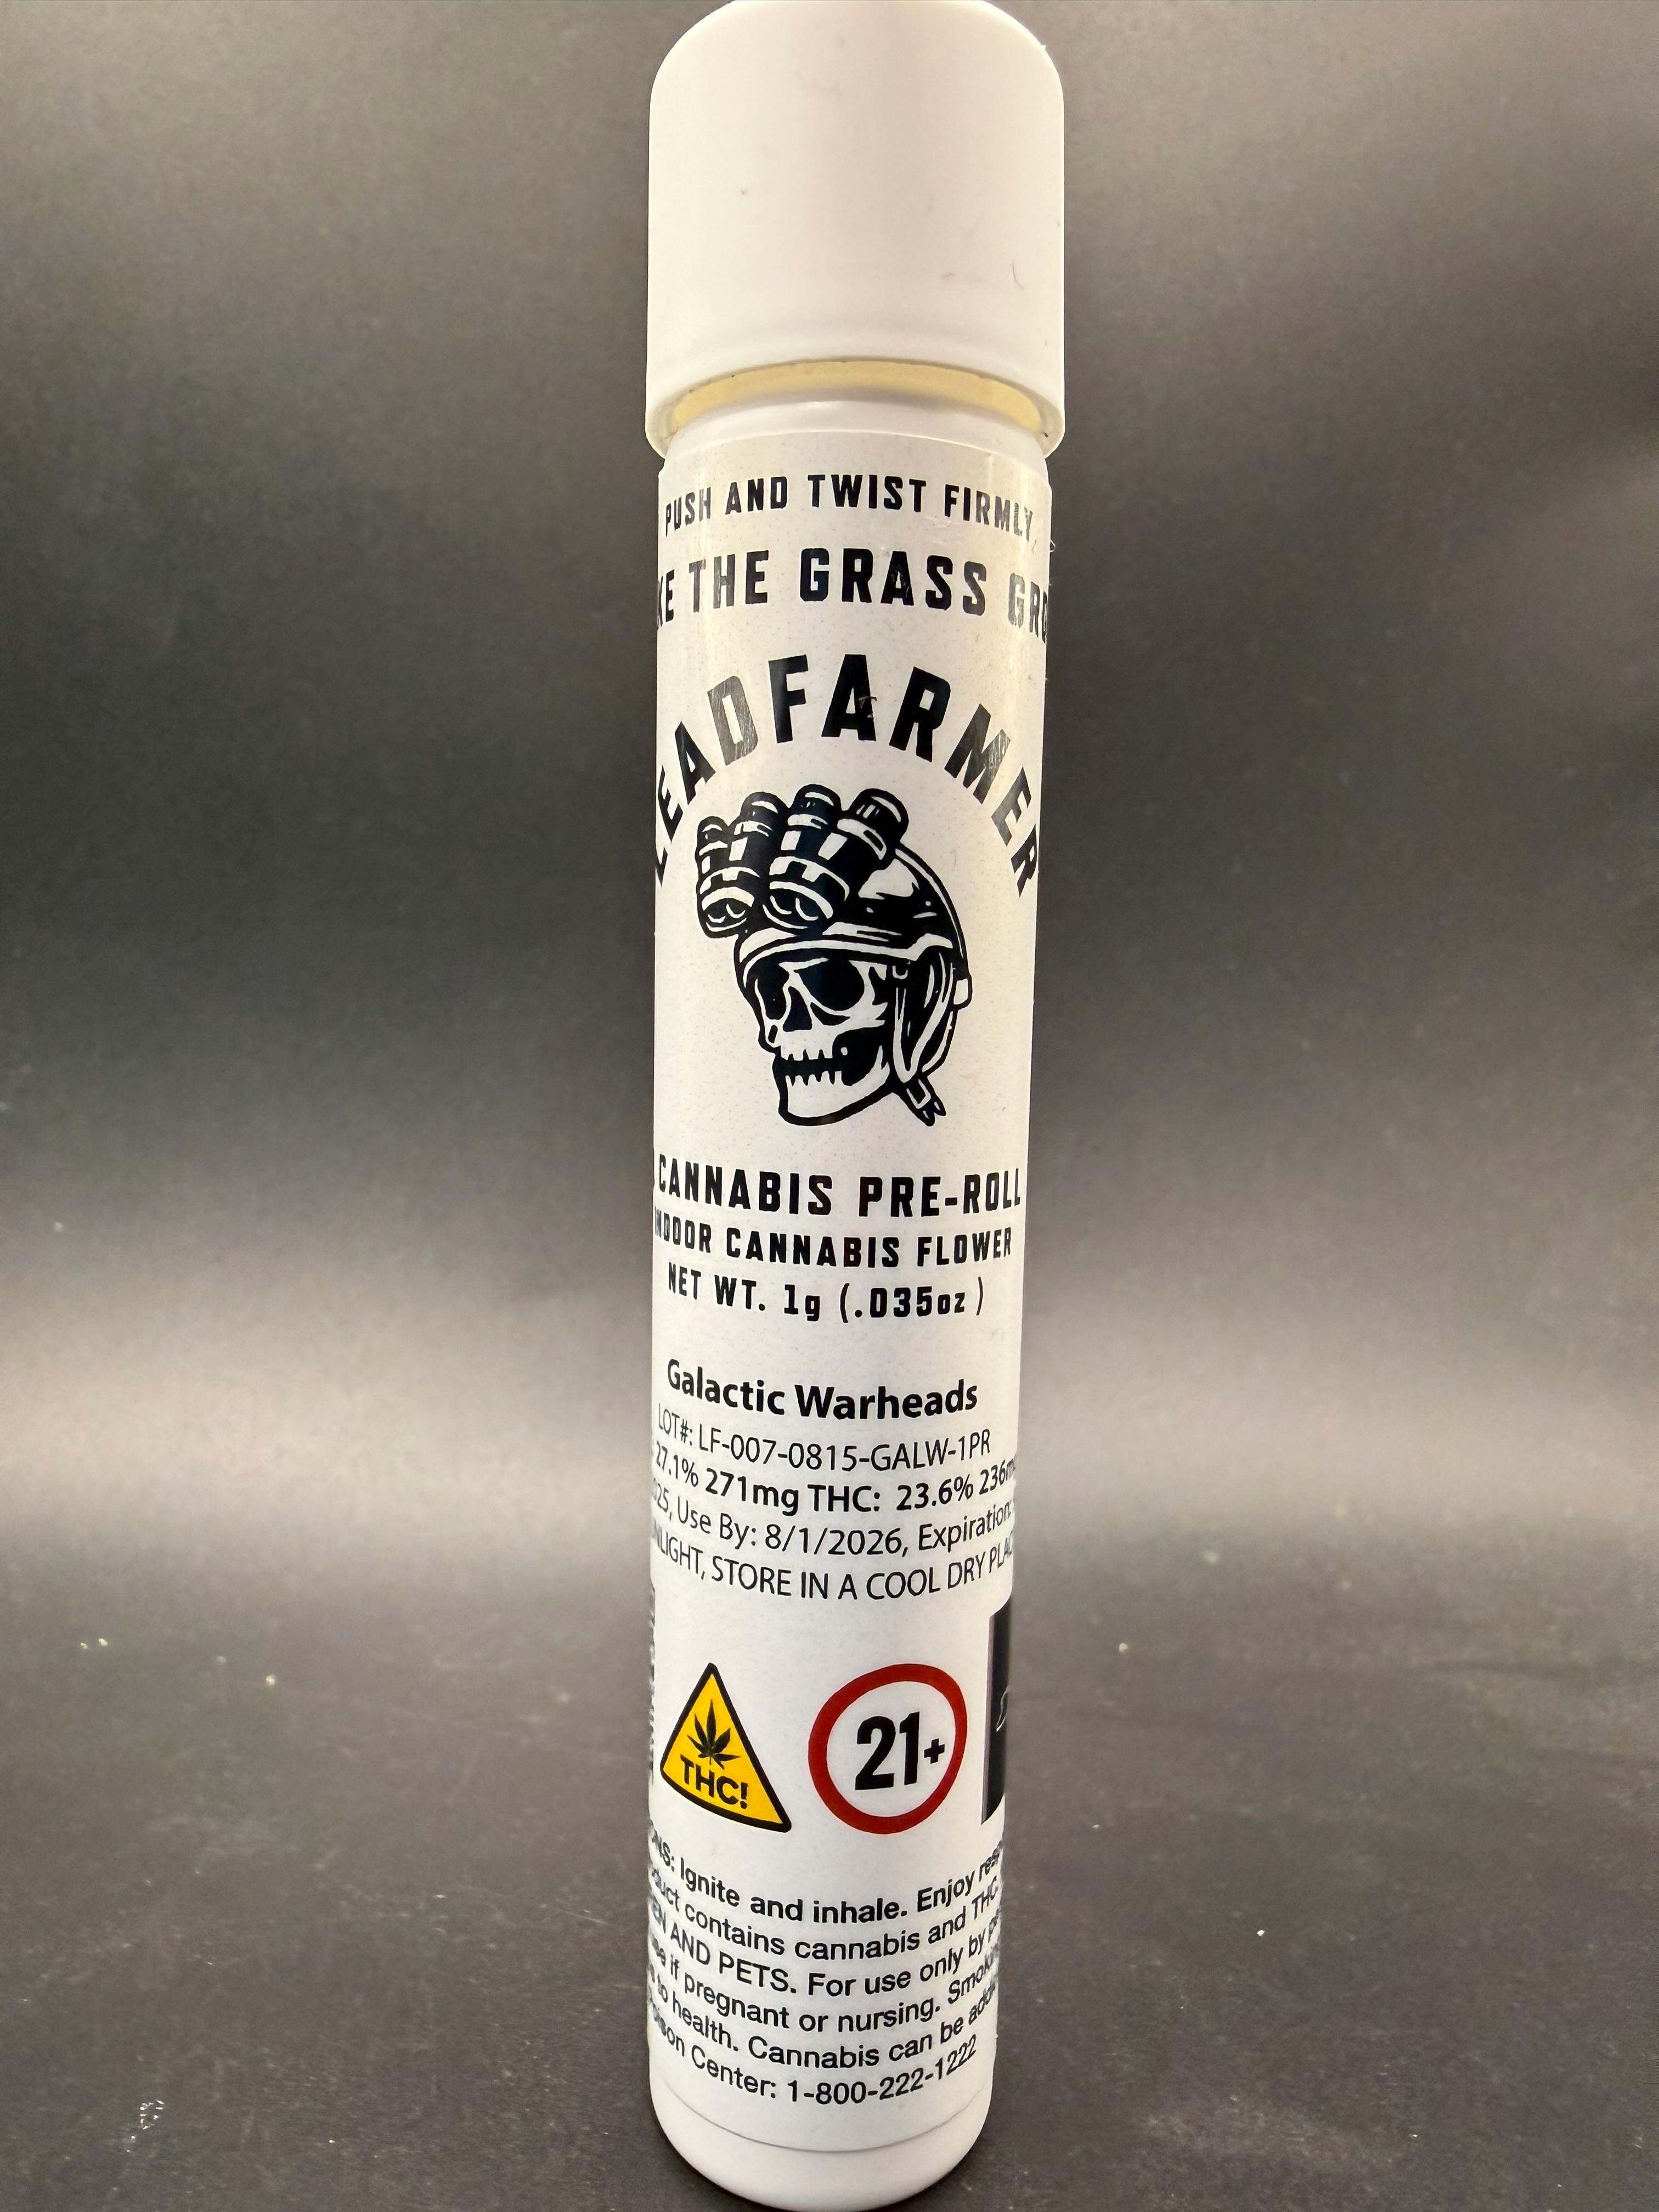 PUSH AND TWIST FIRMLY
THE GRASS
LEADFARMER
CANNABIS PRE-ROLL
INDOOR CANNABIS FLOWER
NET WT. 1g (.035oz)
Galactic Warheads
LOT#: LF-007-0815-GALW-1PR
27.1% 271mg THC: 23.6% 236m
Use By: 8/1/2026, Expiration:
STORE IN A COOL DRY
THC!
21+
Ignite and inhale. Enjoy
contains cannabis and THC
AND PETS. For use only by
if pregnant or nursing. Smoking
to health. Cannabis can be
Center: 1-800-222-1222